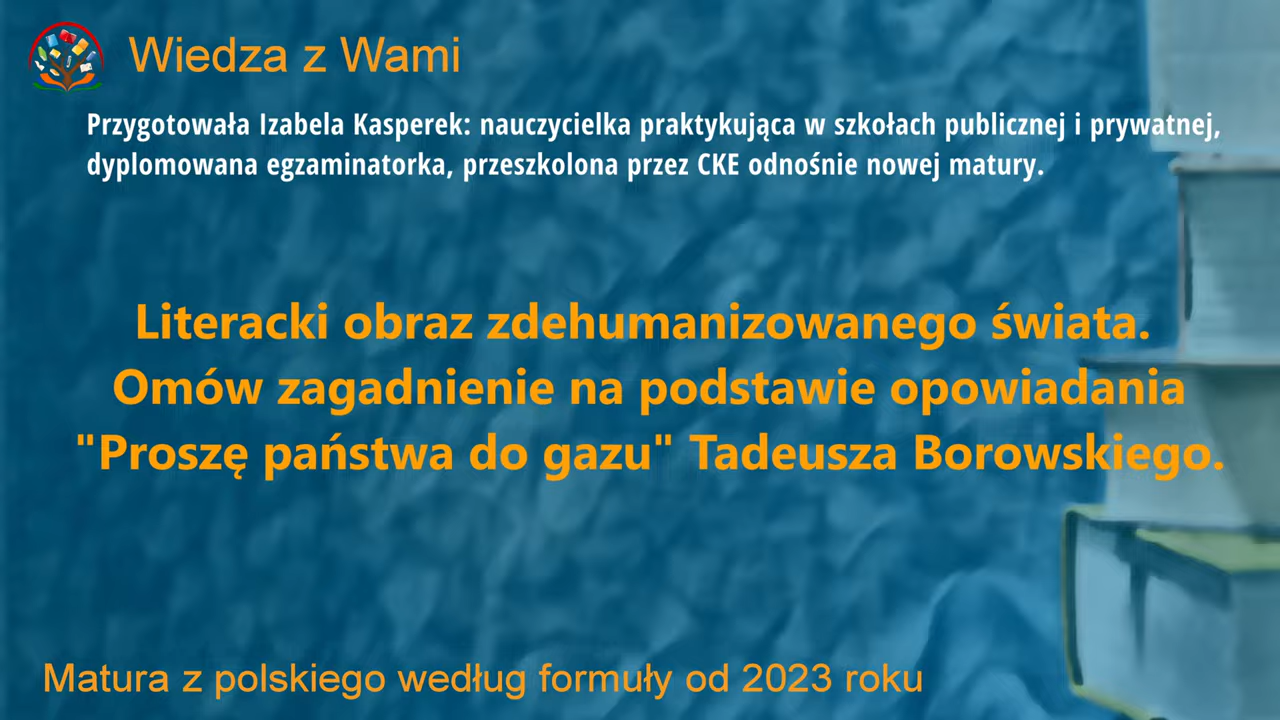 Wiedza z Wami
Przygotowała Izabela Kasperek: nauczycielka praktykująca w szkołach publicznej i prywatnej,
dyplomowana egzaminatorka, przeszkolona przez CKE odnośnie nowej matury.
Literacki obraz zdehumanizowanego świata.
Omów zagadnienie na podstawie opowiadania
"Proszę państwa do gazu" Tadeusza Borowskiego.
Matura z polskiego według formuły od 2023 roku